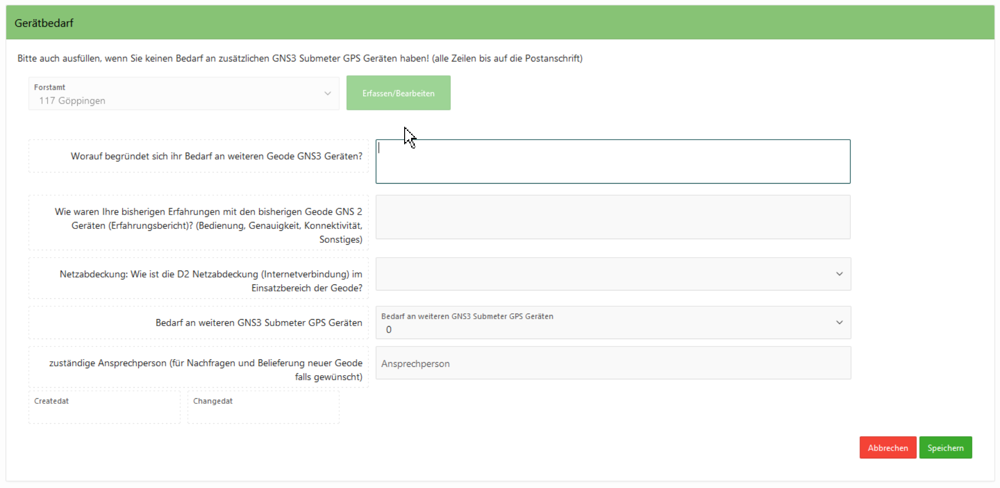 Gerätbedarf
Bitte auch ausfüllen, wenn Sie keinen Bedarf an zusätzlichen GNS3 Submeter GPS Geräten haben! (alle Zeilen bis auf die Postanschrift)
Forstamt
117 Göppingen
Erfassen/Bearbeiten
Worauf begründet sich ihr Bedarf an weiteren Geode GNS3 Geräten?
Wie waren Ihre bisherigen Erfahrungen mit den bisherigen Geode GNS 2
Geräten (Erfahrungsbericht)? (Bedienung, Genauigkeit, Konnektivität,
Sonstiges)
Netzabdeckung: Wie ist die D2 Netzabdeckung (Internetverbindung) im
Einsatzbereich der Geode?
Bedarf an weiteren GNS3 Submeter GPS Geräten
Bedarf an weiteren GNS3 Submeter GPS Geräten
0
zuständige Ansprechperson (für Nachfragen und Belieferung neuer Geode
falls gewünscht)
Ansprechperson
Createdat
Changedat
Abbrechen
Speichern